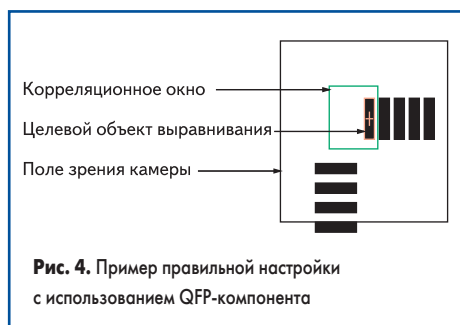 Корреляционное окно
Целевой объект выравнивания
Поле зрения камеры
Рис. 4. Пример правильной настройки
с использованием QFP-компонента